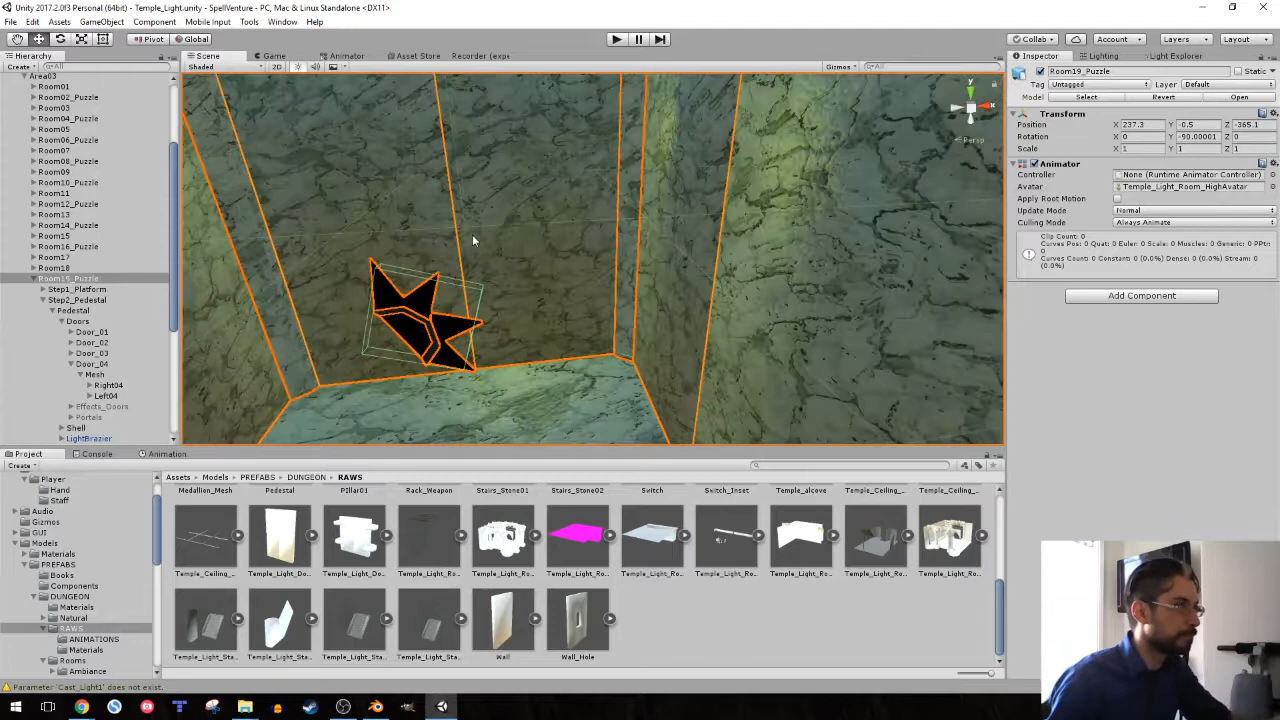 Unity 2017.2.0f3 Personal (64bit) - Temple_Light.unity - SpellVenture - PC, Mac & Linux Standalone <DX11>
File Edit Assets GameObject Component Mobile Input Tools Window Help
Pivot Global Collab Account Layers Layout
Hierarchy Scene Game Animator Asset Store Recorder (exp Inspector Lighting Light Explorer
Create All Shaded 2D Gizmos All
Area03
Room01
Room02_Puzzle
Room03
Room04_Puzzle
Room05
Room06_Puzzle
Room07
Room08_Puzzle
Room09
Room10_Puzzle
Room11
Room12_Puzzle
Room13
Room14_Puzzle
Room15
Room16_Puzzle
Room17
Room18
Room19_Puzzle
Step1_Platform
Step2_Pedestal
Pedestal
Doors
Door_01
Door_02
Door_03
Door_04
Mesh
Right04
Left04
Effects_Doors
Portals
Shell
LightBrazier
y
x
Persp
Room19_Puzzle Static
Tag Untagged Layer Default
Model Select Revert Open
Transform
Position X 237.3 Y -0.5 Z -365.1
Rotation X 0 Y -90.00001 Z 0
Scale X 1 Y 1 Z 1
Animator
Controller None (Runtime Animator Controller)
Avatar Temple_Light_Room_HighAvatar
Apply Root Motion
Update Mode Normal
Culling Mode Always Animate
Clip Count: 0
Curves Pos: 0 Quat: 0 Euler: 0 Scale: 0 Muscles: 0 Generic: 0 PPtr:
0
Curves Count: 0 Constant: 0 (0.0%) Dense: 0 (0.0%) Stream: 0
(0.0%)
Add Component
Project Console Animation
Create
Player
Hand
Staff
Audio
Gizmos
GUI
Models
Materials
PREFABS
Books
Components
DUNGEON
Materials
Natural
RAWS
ANIMATIONS
Materials
Rooms
Ambiance
Assets Models PREFABS DUNGEON RAWS
Medallion_Mesh Pedestal Pillar01 Rack_Weapon Stairs_Stone01 Stairs_Stone02 Switch Switch_Inset Temple_alcove Temple_Ceiling_... Temple_Ceiling_...
Temple_Ceiling_... Temple_Light_Do... Temple_Light_Do... Temple_Light_Ro... Temple_Light_Ro... Temple_Light_Ro... Temple_Light_Ro... Temple_Light_Ro... Temple_Light_Ro... Temple_Light_Ro... Temple_Light_Ro...
Temple_Light_Sta... Temple_Light_Sta... Temple_Light_Sta... Temple_Light_Sta... Wall Wall_Hole
Parameter 'Cast_Light1' does not exist.